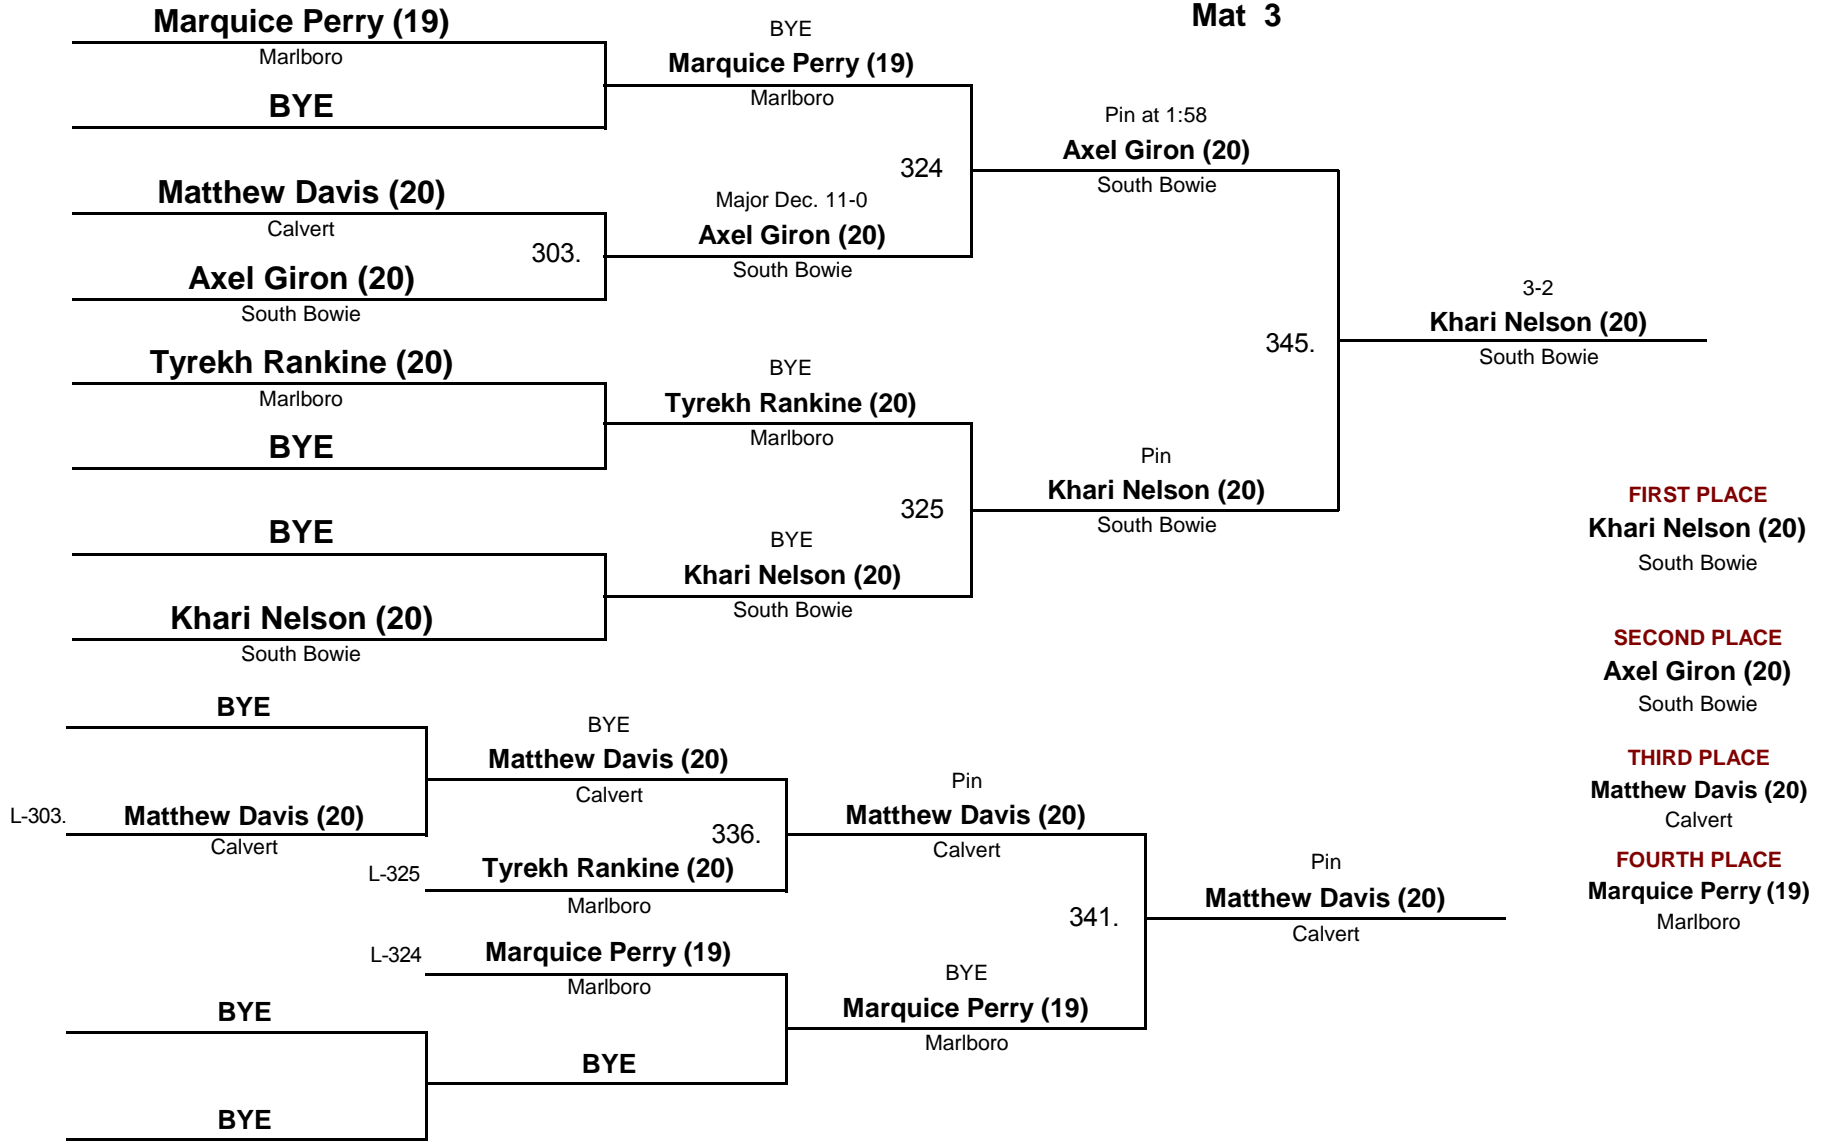 Mat 3
Marquice Perry (19)
Marlboro
BYE
Matthew Davis (20)
Calvert
303.
Axel Giron (20)
South Bowie
Tyrekh Rankine (20)
Marlboro
BYE
BYE
Khari Nelson (20)
South Bowie
BYE
Marquice Perry (19)
Marlboro
324
Major Dec. 11-0
Axel Giron (20)
South Bowie
BYE
Tyrekh Rankine (20)
Marlboro
325
BYE
Khari Nelson (20)
South Bowie
Pin at 1:58
Axel Giron (20)
South Bowie
345.
Pin
Khari Nelson (20)
South Bowie
3-2
Khari Nelson (20)
South Bowie
FIRST PLACE
Khari Nelson (20)
South Bowie
SECOND PLACE
Axel Giron (20)
South Bowie
THIRD PLACE
Matthew Davis (20)
Calvert
FOURTH PLACE
Marquice Perry (19)
Marlboro
BYE
L-303.
Matthew Davis (20)
Calvert
BYE
BYE
BYE
Matthew Davis (20)
Calvert
336.
L-325
Tyrekh Rankine (20)
Marlboro
L-324
Marquice Perry (19)
Marlboro
BYE
Pin
Matthew Davis (20)
Calvert
341.
BYE
Marquice Perry (19)
Marlboro
Pin
Matthew Davis (20)
Calvert